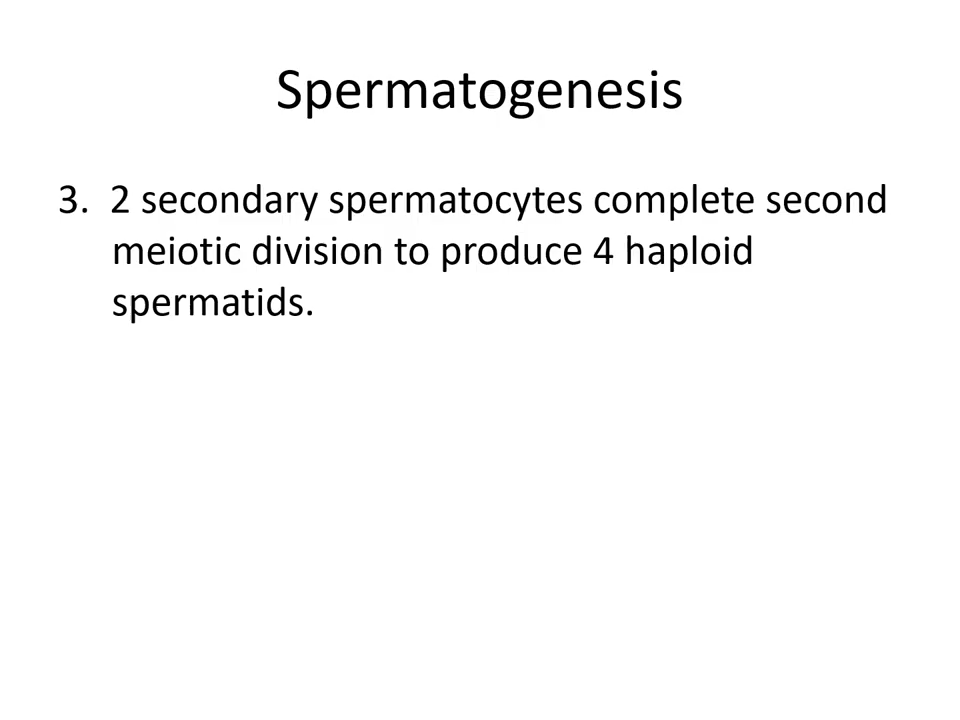 Spermatogenesis
3. 2 secondary spermatocytes complete second
meiotic division to produce 4 haploid
spermatids.